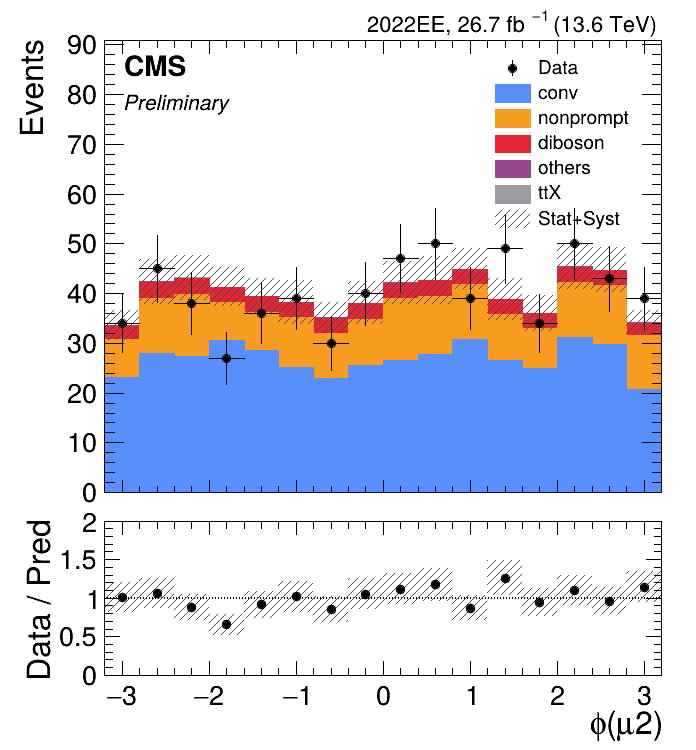 2022EE, 26.7 fb⁻¹ (13.6 TeV)
Events
CMS
Preliminary
Data
conv
nonprompt
diboson
others
ttX
Stat+Syst
90
80
70
60
50
40
30
20
10
0
Data / Pred
2
1.5
1
0.5
0
−3 −2 −1 0 1 2 3
ϕ(μ2)